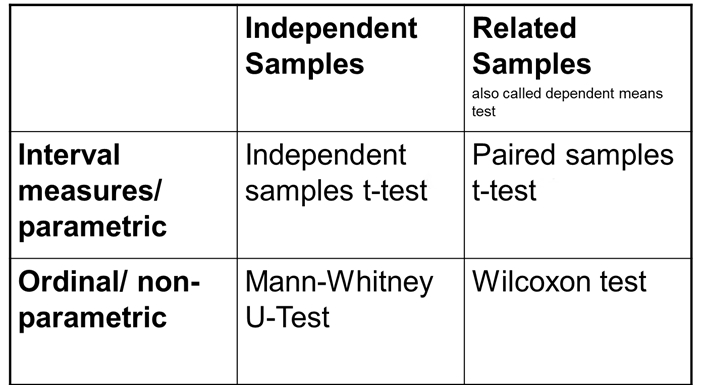 Independent
Samples
Related
Samples
also called dependent means
test
Interval
measures/
parametric
Independent
samples t-test
Paired samples
t-test
Ordinal/ non-
parametric
Mann-Whitney
U-Test
Wilcoxon test